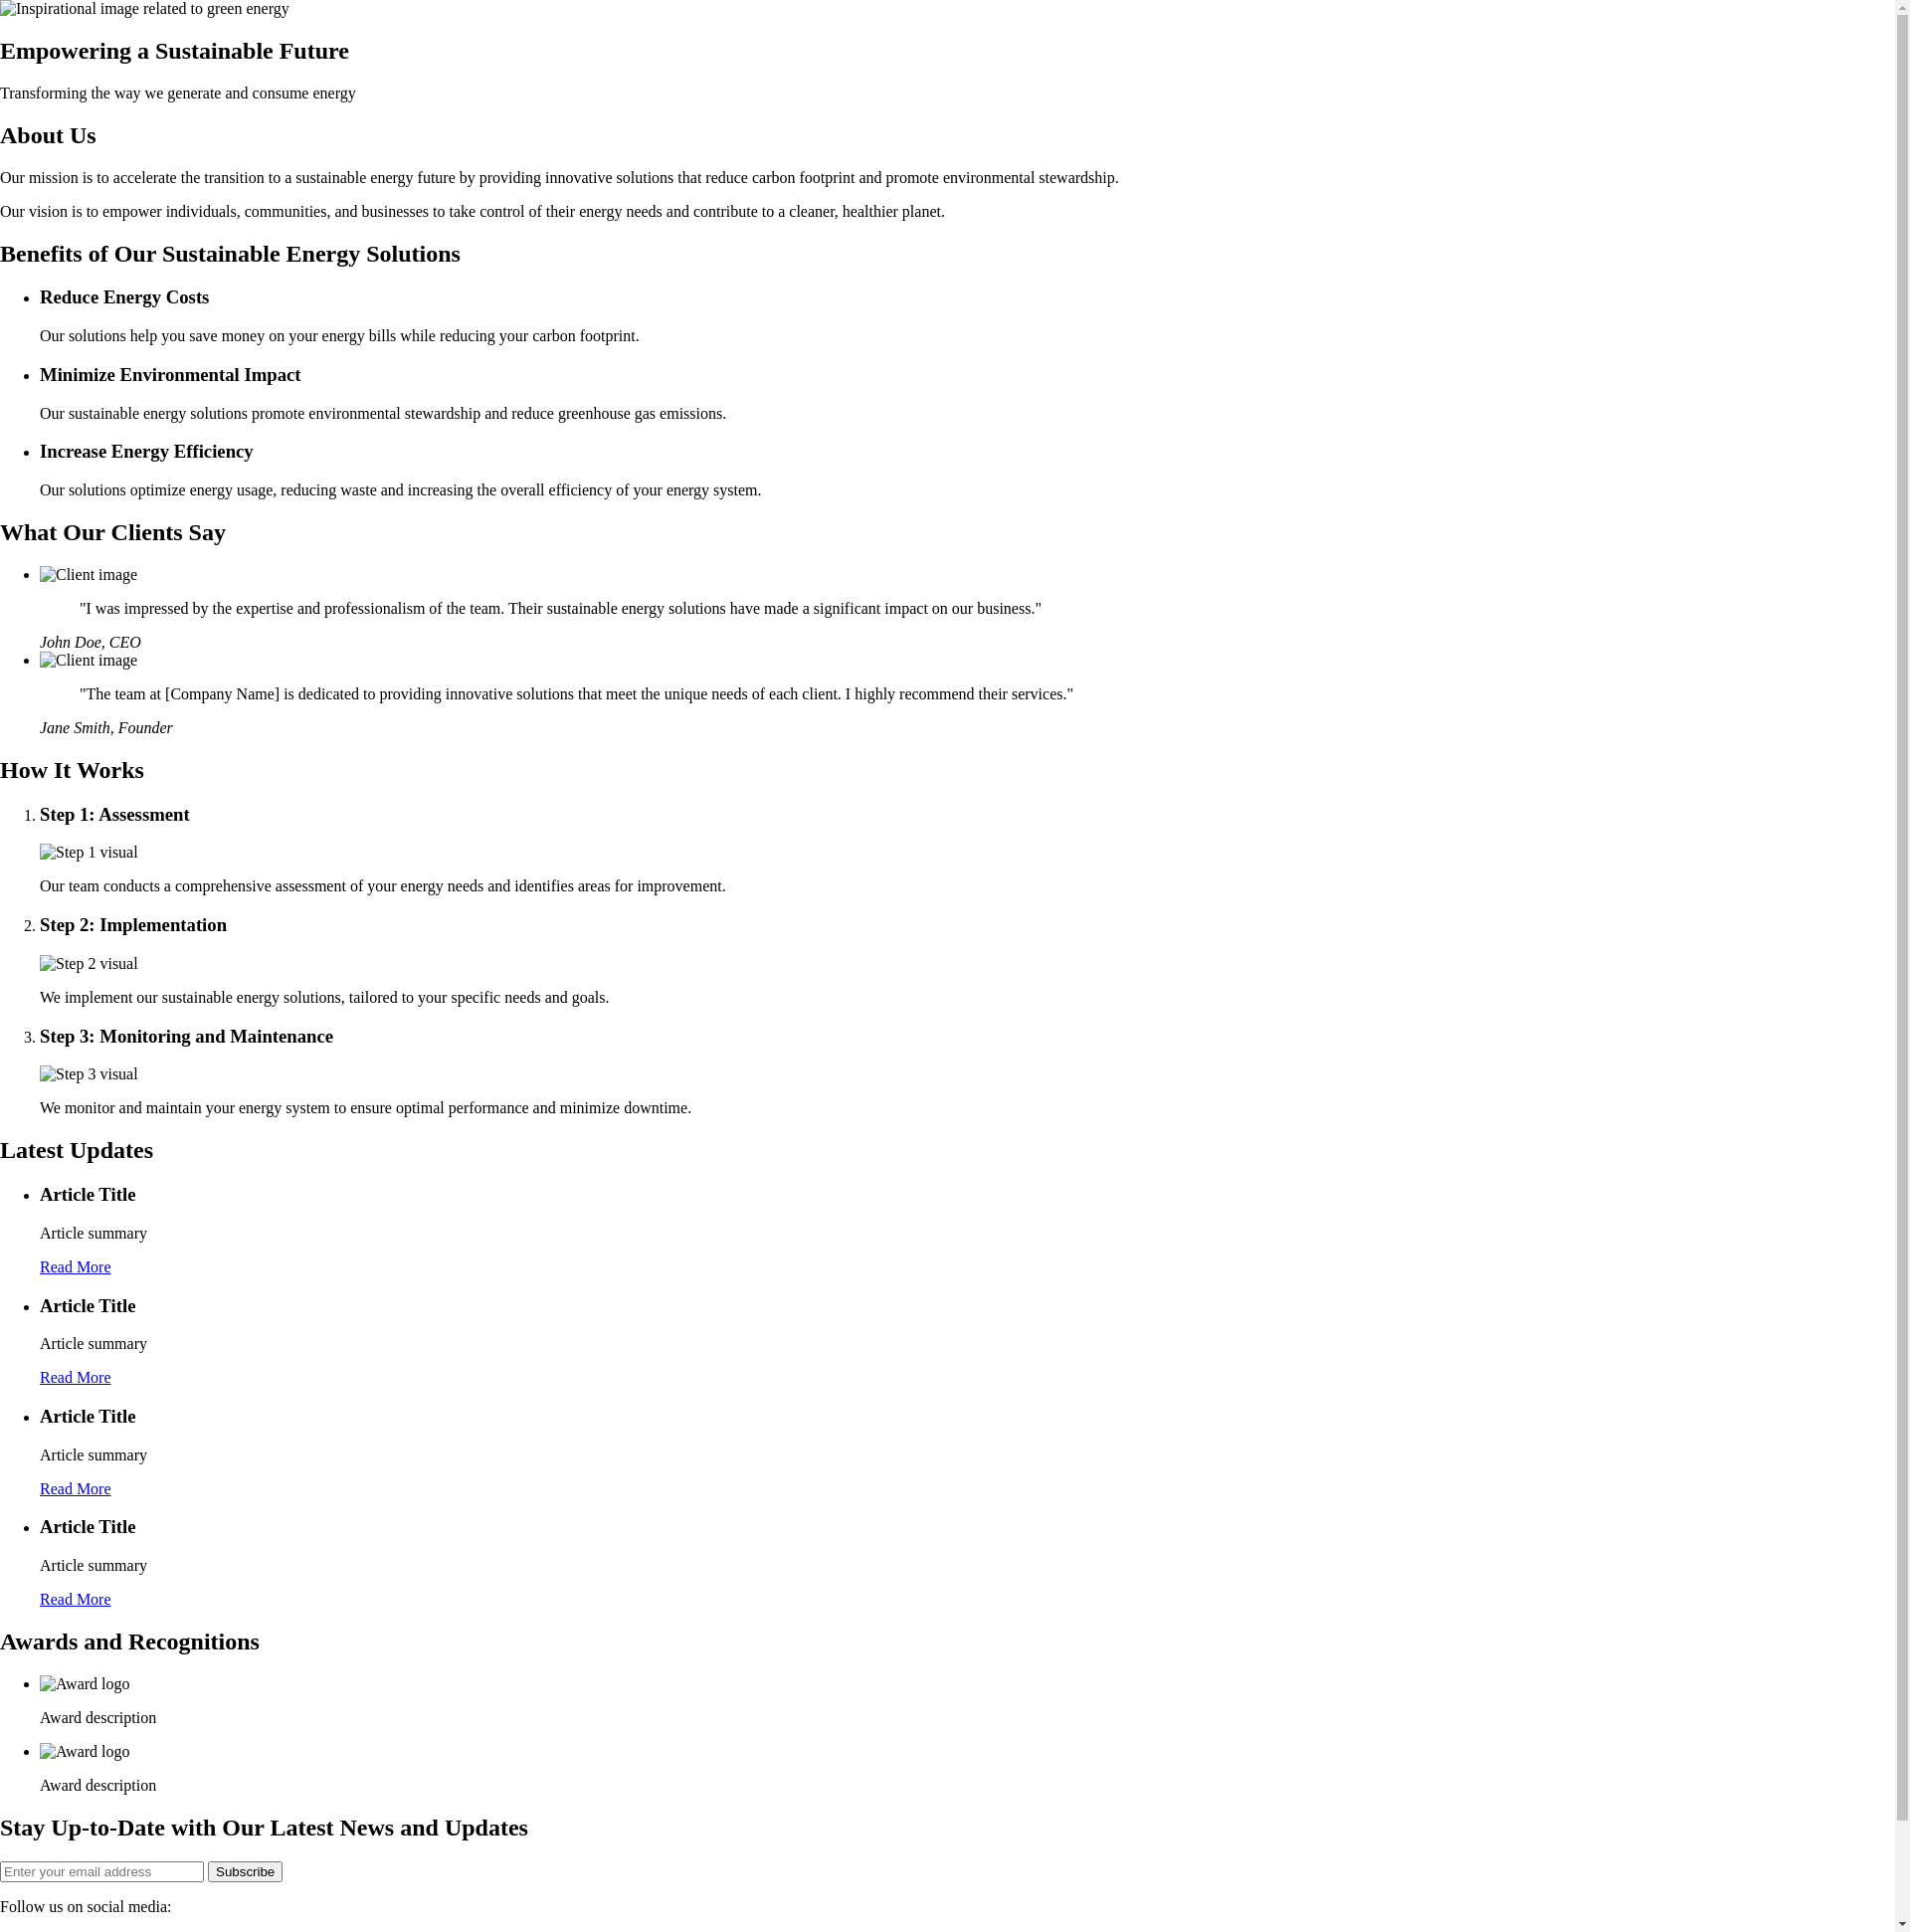 Inspirational image related to green energy
Empowering a Sustainable Future
Transforming the way we generate and consume energy
About Us
Our mission is to accelerate the transition to a sustainable energy future by providing innovative solutions that reduce carbon footprint and promote environmental stewardship.
Our vision is to empower individuals, communities, and businesses to take control of their energy needs and contribute to a cleaner, healthier planet.
Benefits of Our Sustainable Energy Solutions
• Reduce Energy Costs
Our solutions help you save money on your energy bills while reducing your carbon footprint.
• Minimize Environmental Impact
Our sustainable energy solutions promote environmental stewardship and reduce greenhouse gas emissions.
• Increase Energy Efficiency
Our solutions optimize energy usage, reducing waste and increasing the overall efficiency of your energy system.
What Our Clients Say
• Client image
"I was impressed by the expertise and professionalism of the team. Their sustainable energy solutions have made a significant impact on our business."
John Doe, CEO
• Client image
"The team at [Company Name] is dedicated to providing innovative solutions that meet the unique needs of each client. I highly recommend their services."
Jane Smith, Founder
How It Works
1. Step 1: Assessment
Step 1 visual
Our team conducts a comprehensive assessment of your energy needs and identifies areas for improvement.
2. Step 2: Implementation
Step 2 visual
We implement our sustainable energy solutions, tailored to your specific needs and goals.
3. Step 3: Monitoring and Maintenance
Step 3 visual
We monitor and maintain your energy system to ensure optimal performance and minimize downtime.
Latest Updates
• Article Title
Article summary
Read More
• Article Title
Article summary
Read More
• Article Title
Article summary
Read More
• Article Title
Article summary
Read More
Awards and Recognitions
• Award logo
Award description
• Award logo
Award description
Stay Up-to-Date with Our Latest News and Updates
Enter your email address Subscribe
Follow us on social media: